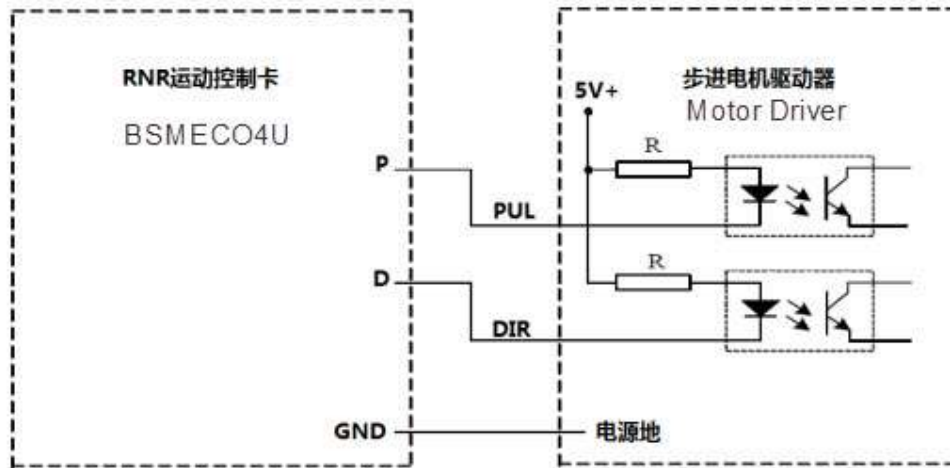 RNR运动控制卡
BSMECO4U
步进电机驱动器
Motor Driver
5V+
R
P
PUL
R
D
DIR
GND
电源地